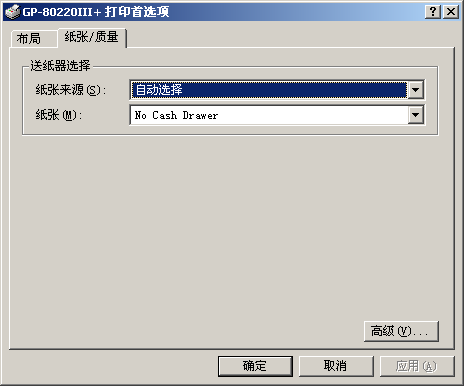 GP-80220III+ 打印首选项
布局 纸张/质量
送纸器选择
纸张来源(S): 自动选择
纸张(M): No Cash Drawer
高级(V)...
确定 取消 应用(A)